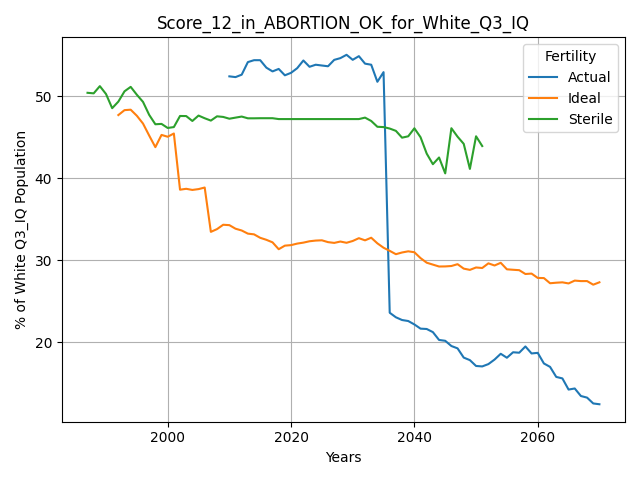 Score_12_in_ABORTION_OK_for_White_Q3_IQ
% of White Q3_IQ Population
50
40
30
20
2000
2020
2040
2060
Years
Fertility
Actual
Ideal
Sterile